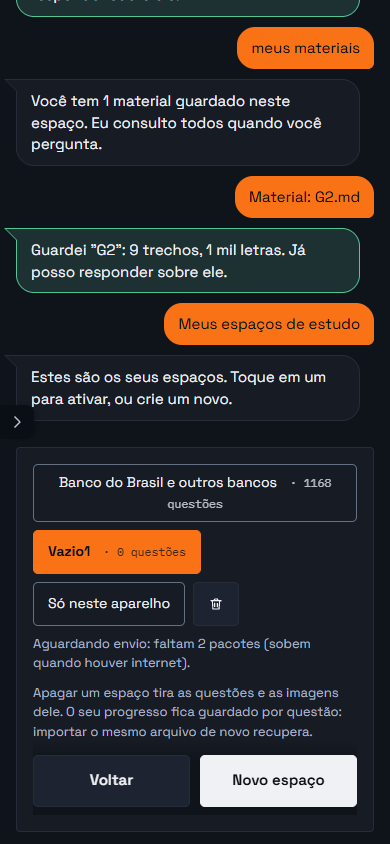 meus materiais
Você tem 1 material guardado neste
espaço. Eu consulto todos quando você
pergunta.
Material: G2.md
Guardei "G2": 9 trechos, 1 mil letras. Já
posso responder sobre ele.
Meus espaços de estudo
Estes são os seus espaços. Toque em um
para ativar, ou crie um novo.
Banco do Brasil e outros bancos · 1168
questões
Vazio1 · 0 questões
Só neste aparelho
Aguardando envio: faltam 2 pacotes (sobem
quando houver internet).
Apagar um espaço tira as questões e as imagens
dele. O seu progresso fica guardado por questão:
importar o mesmo arquivo de novo recupera.
Voltar
Novo espaço